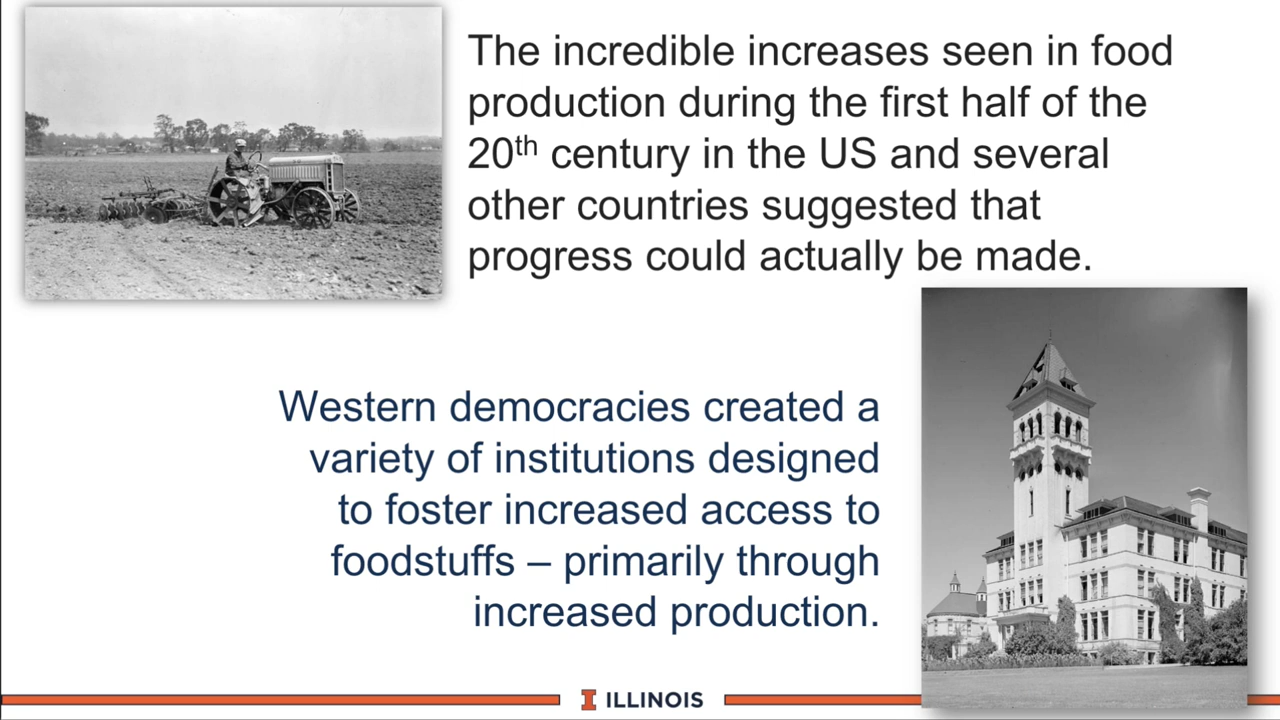 The incredible increases seen in food
production during the first half of the
20th century in the US and several
other countries suggested that
progress could actually be made.
Western democracies created a
variety of institutions designed
to foster increased access to
foodstuffs – primarily through
increased production.
I ILLINOIS